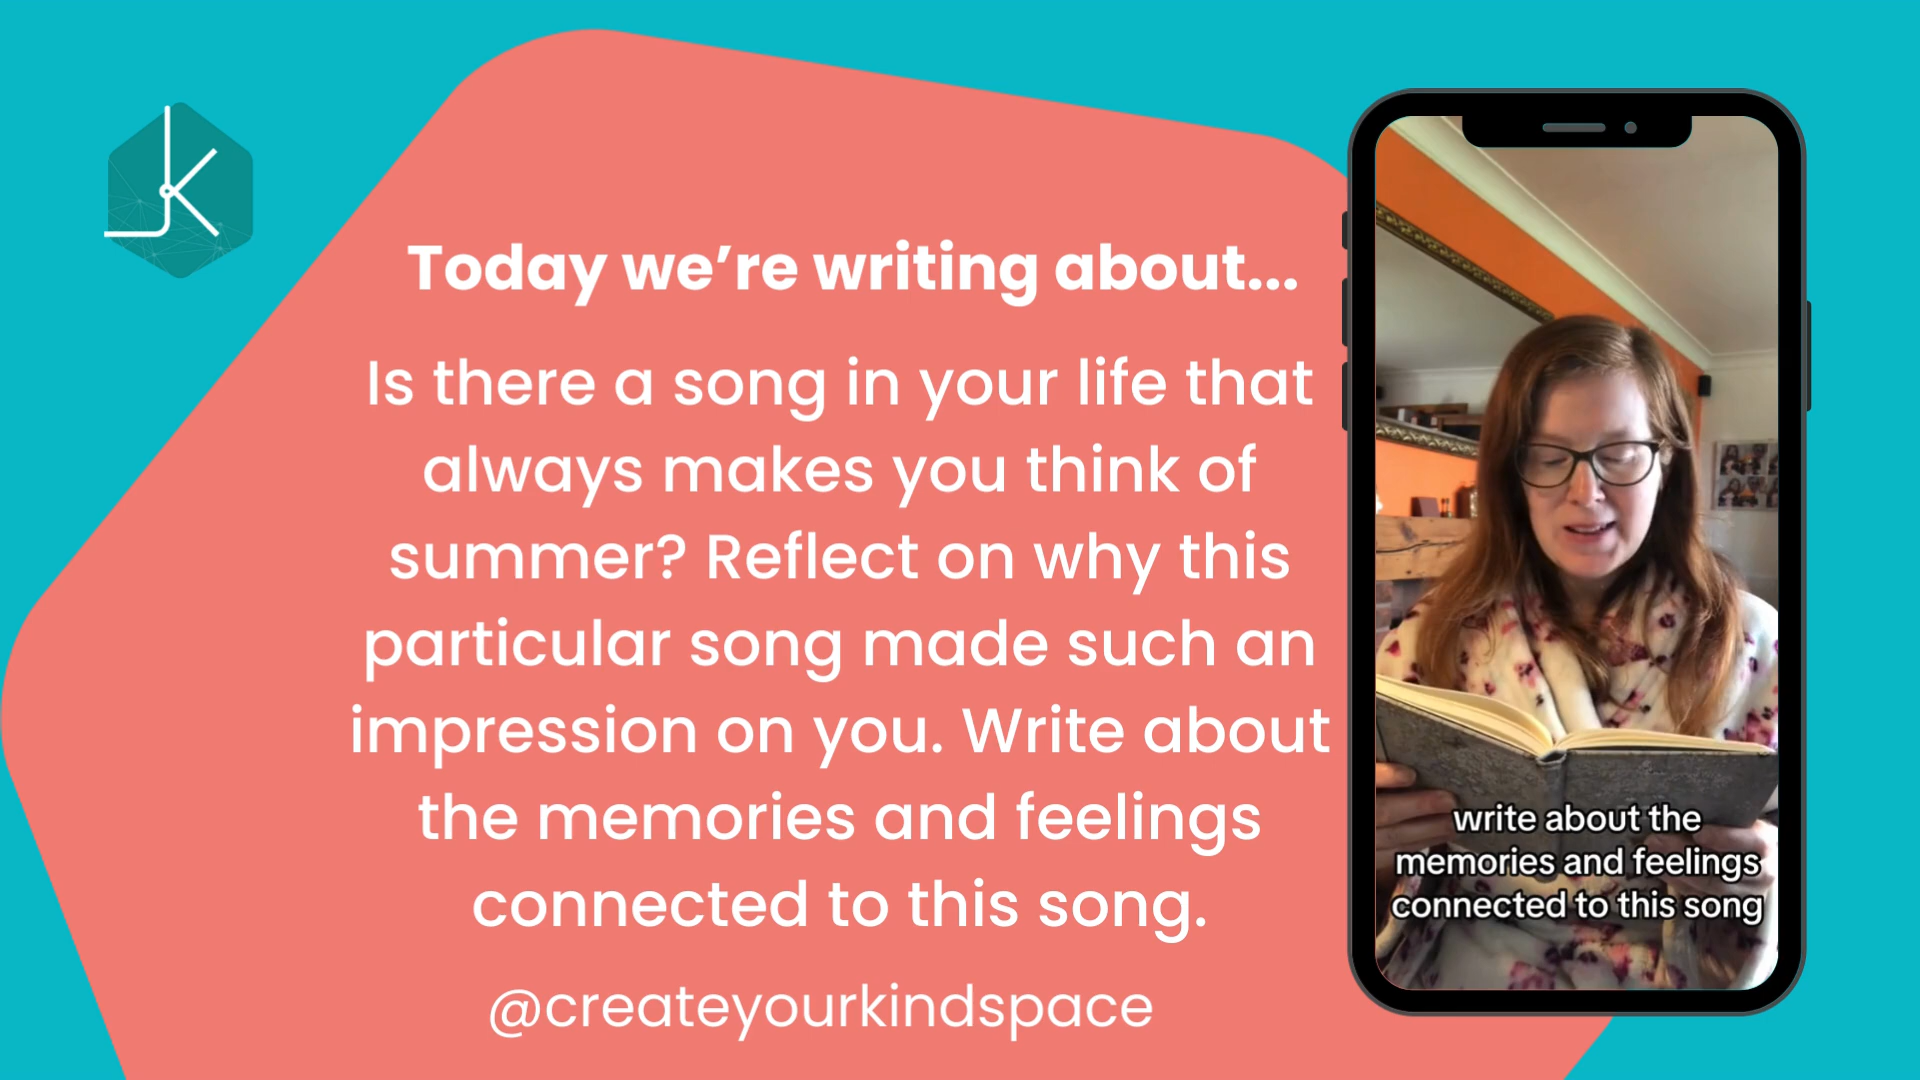 JK
Today we’re writing about...
Is there a song in your life that
always makes you think of
summer? Reflect on why this
particular song made such an
impression on you. Write about
the memories and feelings
connected to this song.
@createyourkindspace
write about the
memories and feelings
connected to this song